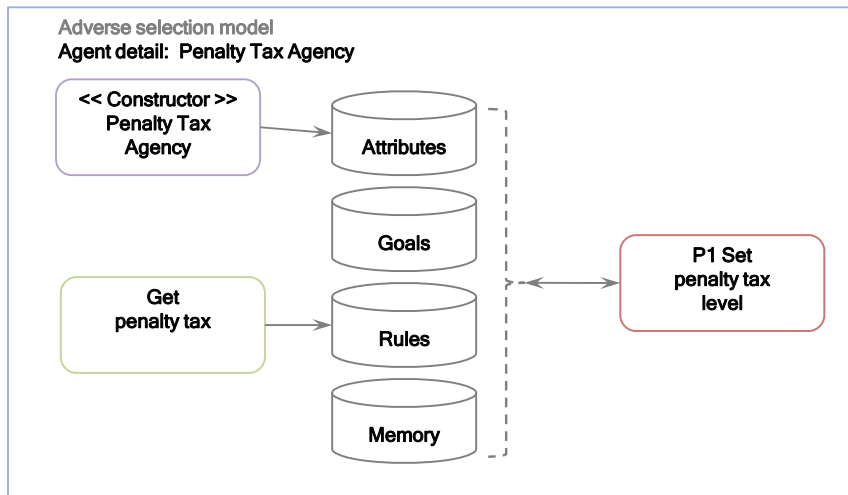 Adverse selection model
Agent detail:  Penalty Tax Agency
<< Constructor >>
Penalty Tax
Agency
Attributes
Goals
P1 Set
penalty tax
level
Get
penalty tax
Rules
Memory